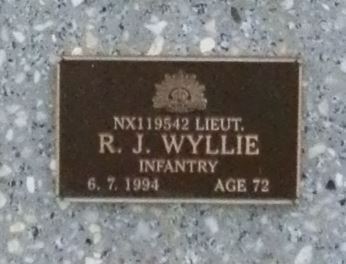 NX119542 LIEUT.
R. J. WYLLIE
INFANTRY
6. 7. 1994 AGE 72